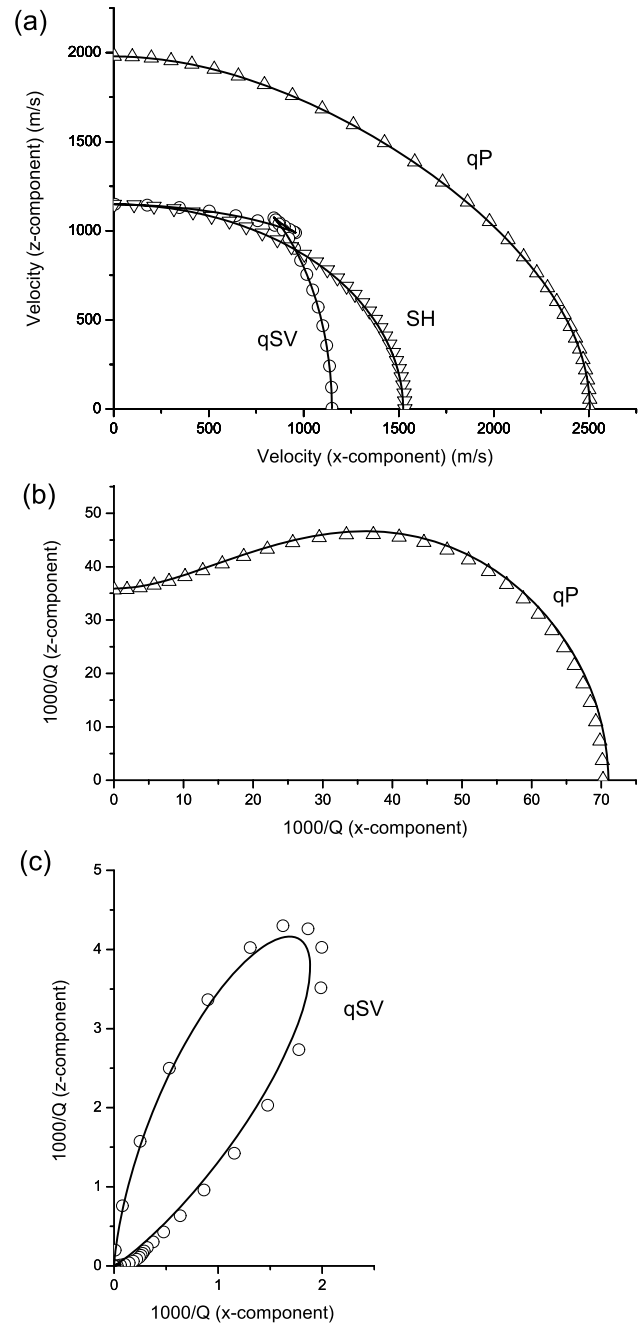 (a)
2000
1500
1000
500
0
Velocity (z-component) (m/s)
qP
SH
qSV
0 500 1000 1500 2000 2500
Velocity (x-component) (m/s)
(b)
50
40
30
20
10
0
1000/Q (z-component)
qP
0 10 20 30 40 50 60 70
1000/Q (x-component)
(c)
5
4
3
2
1
0
1000/Q (z-component)
qSV
0 1 2
1000/Q (x-component)